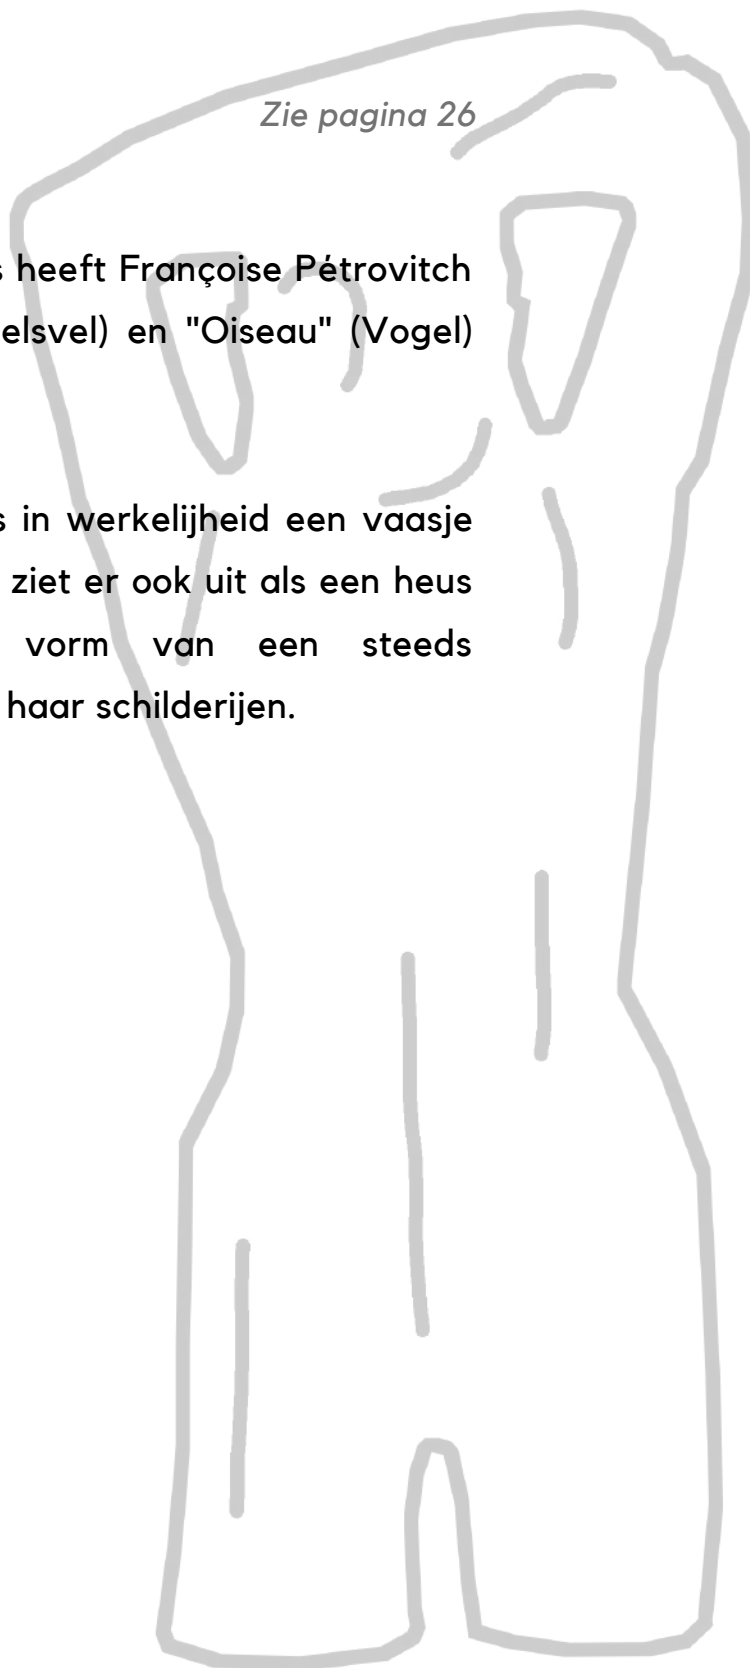 Zie pagina 26
s heeft Françoise Pétrovitch
elsvel) en "Oiseau" (Vogel)
s in werkelijheid een vaasje
ziet er ook uit als een heus
vorm van een steeds
haar schilderijen.